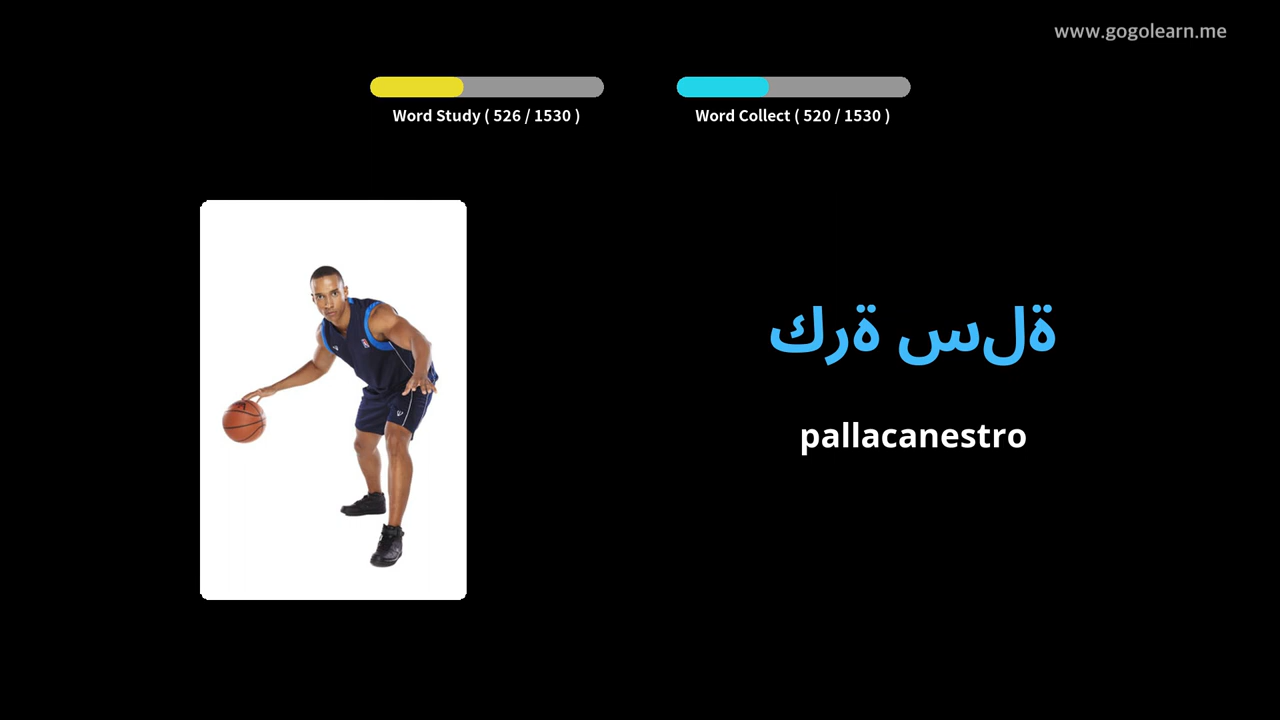 www.gogolearn.me
Word Study ( 526 / 1530 )
Word Collect ( 520 / 1530 )
كرة سلة
pallacanestro